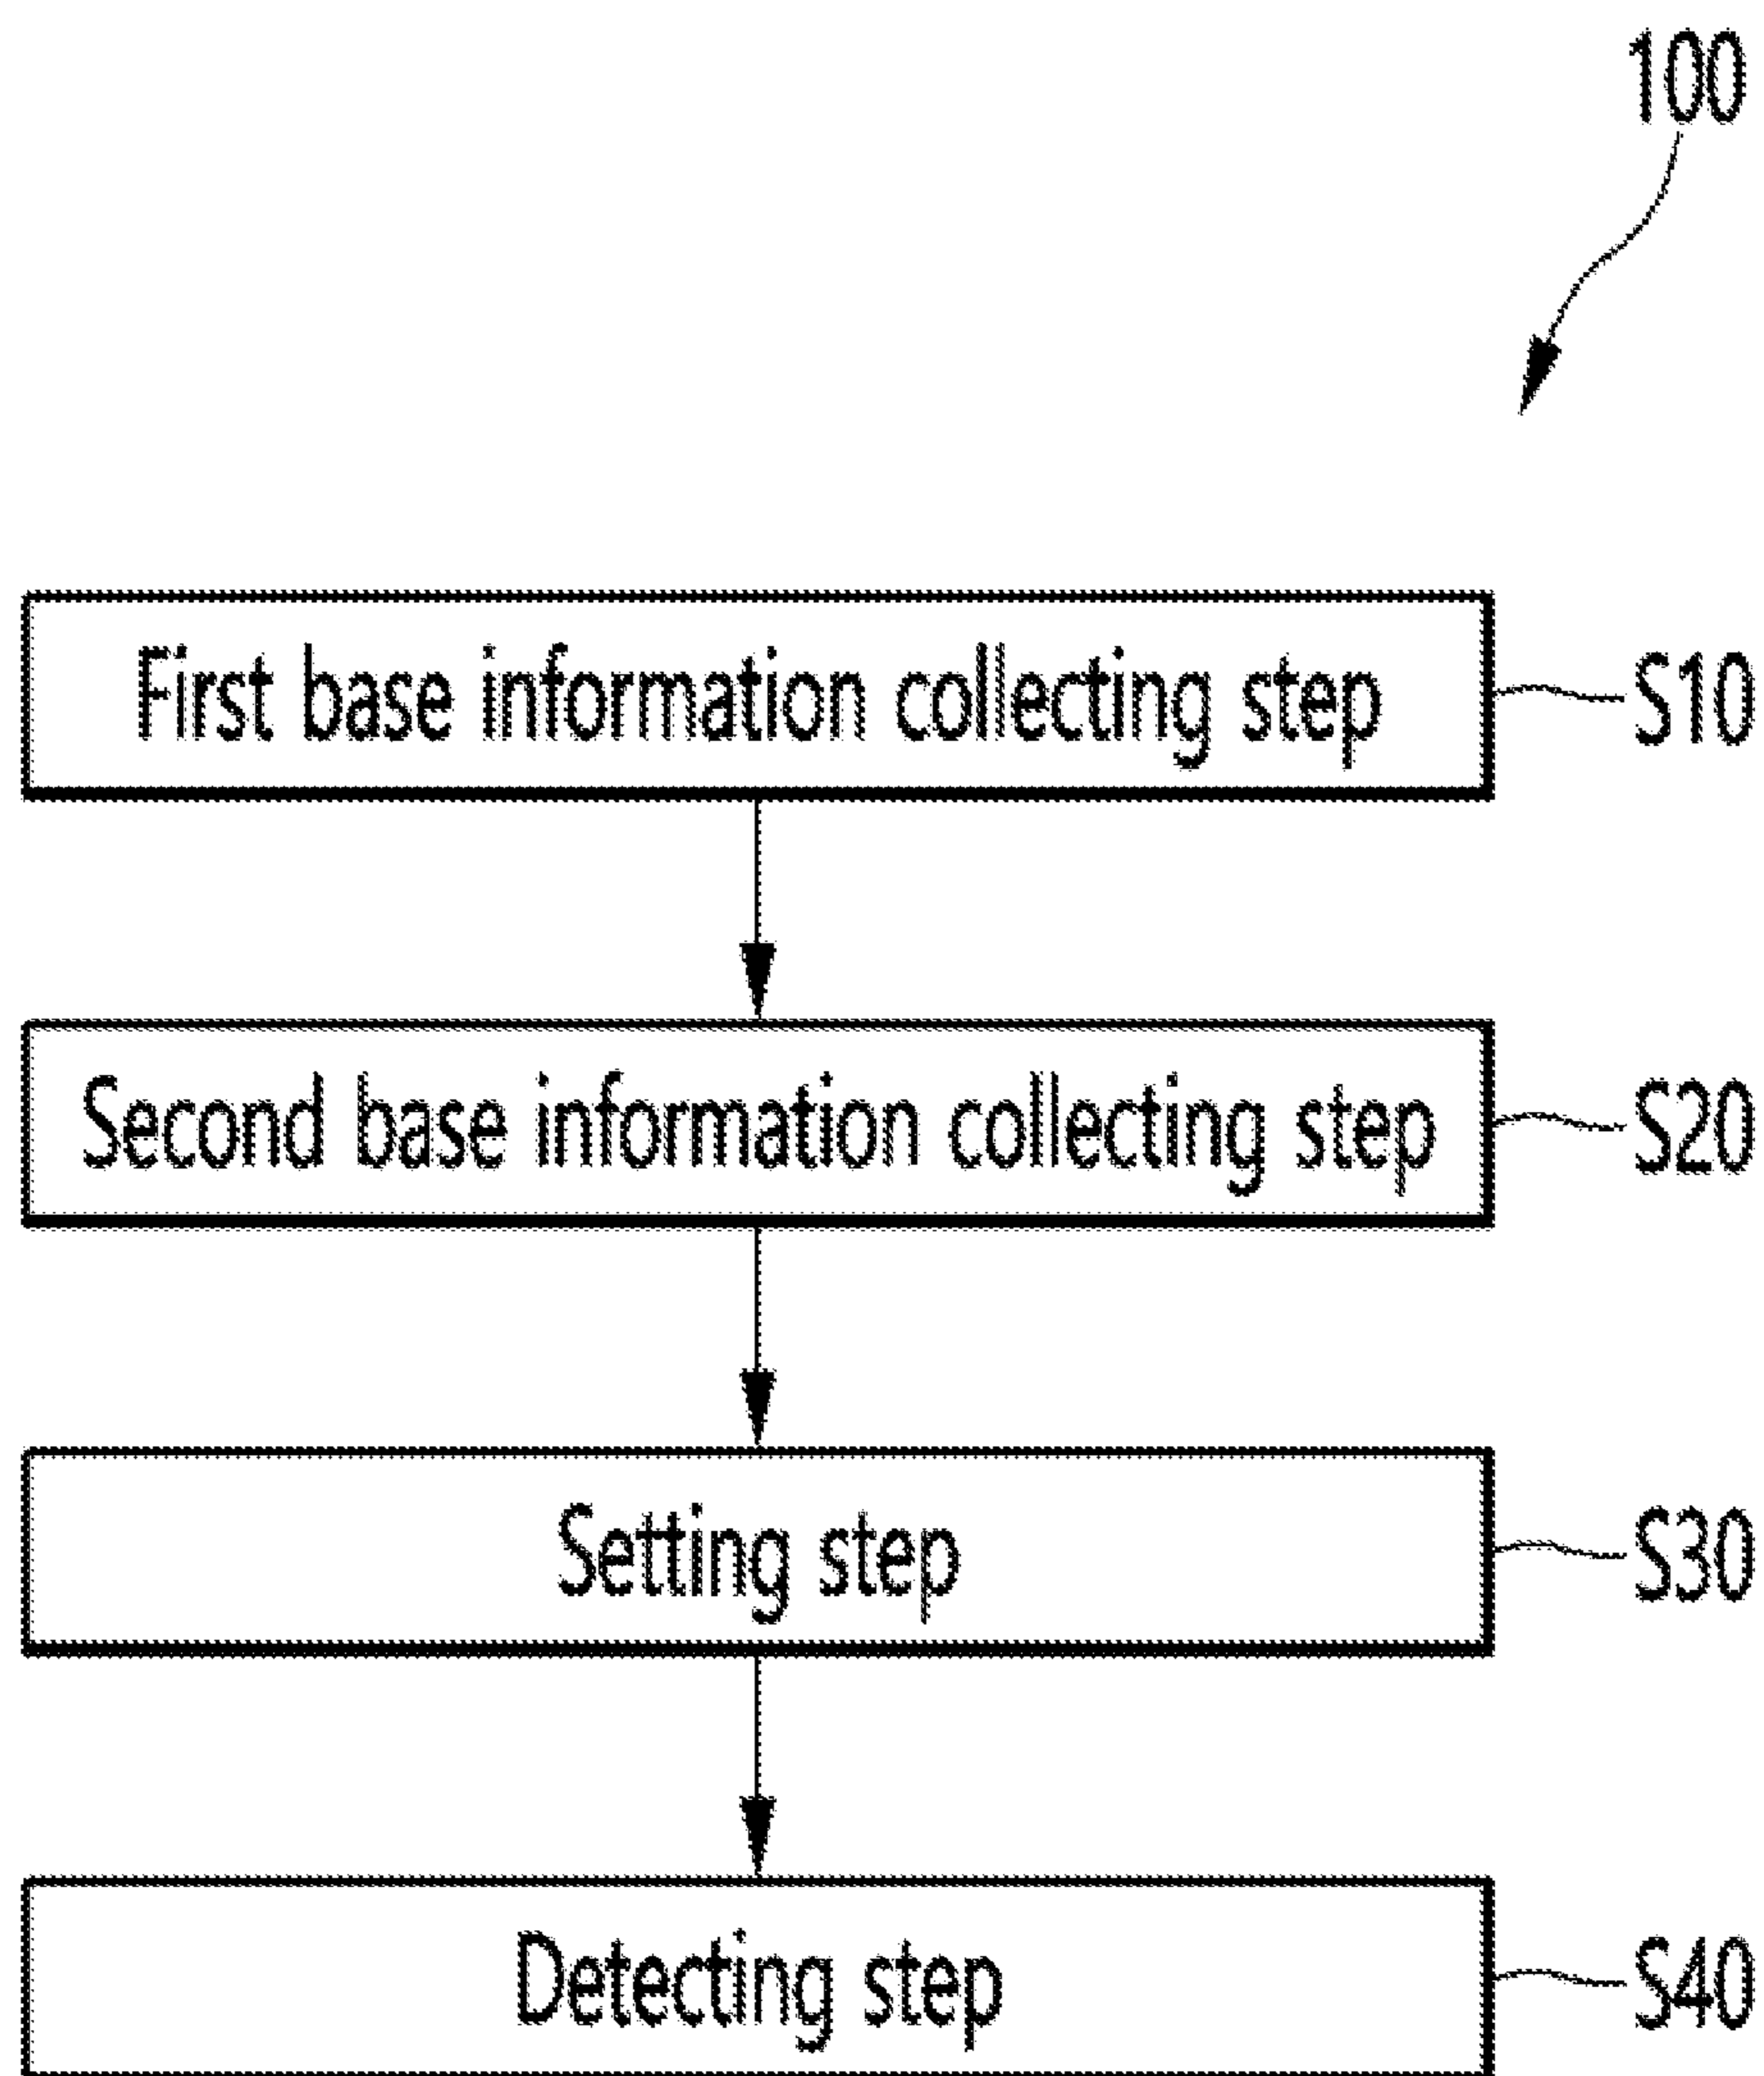 100
First base information collecting step
S10
Second base information collecting step
S20
Setting step
S30
Detecting step
S40